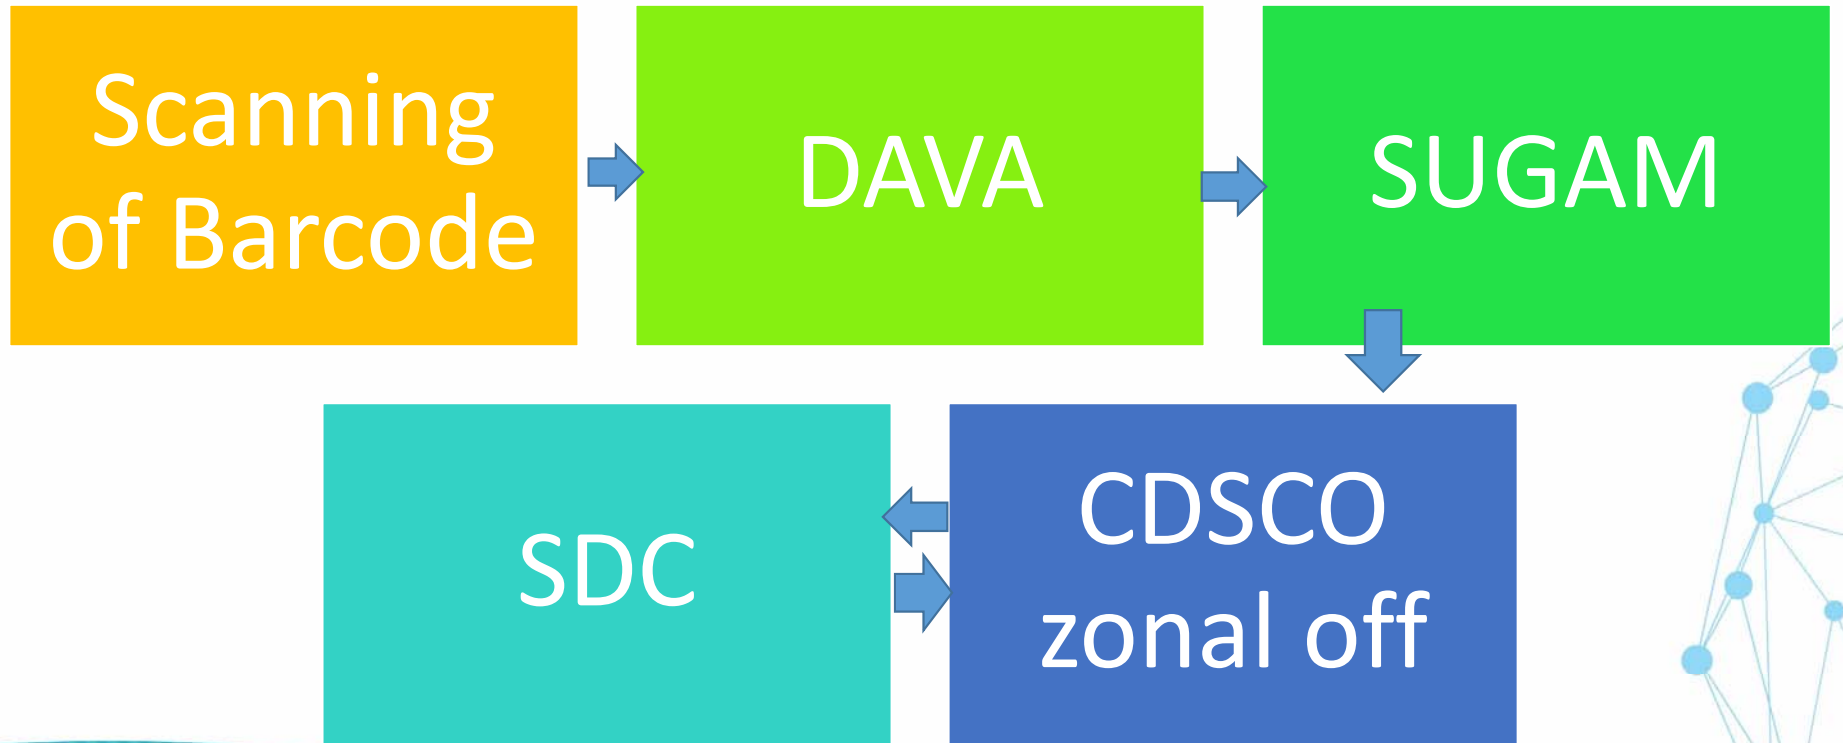 Scanning
of Barcode
DAVA
SUGAM
SDC
CDSCO
zonal off